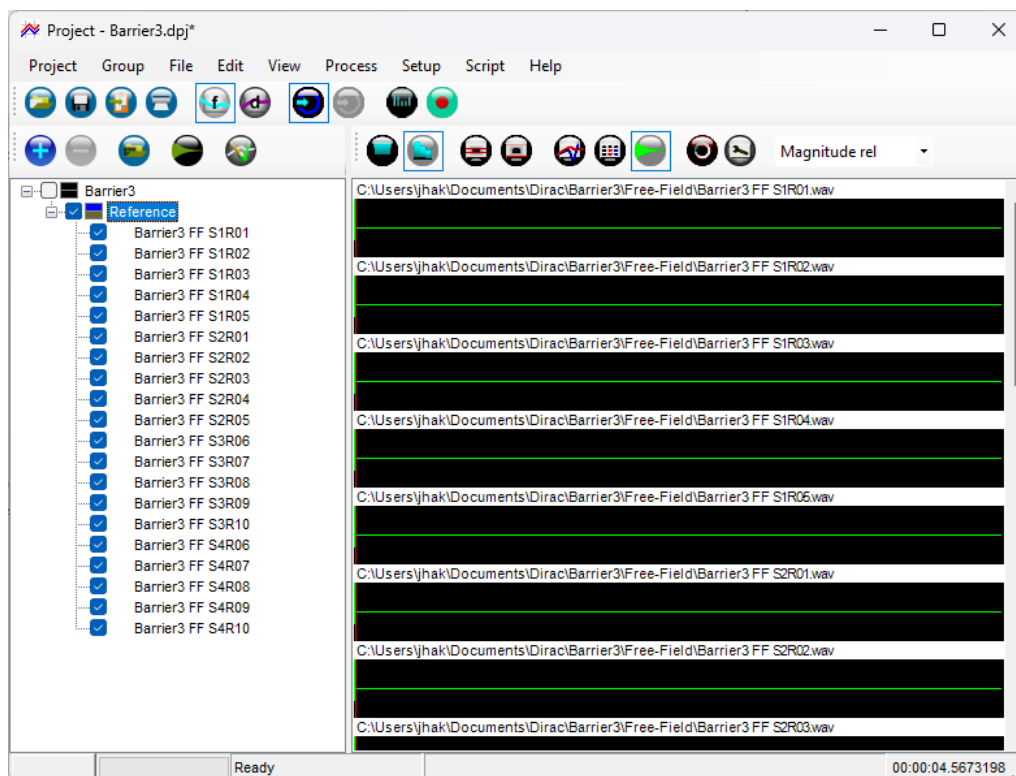 Project - Barrier3.dpj*
Project Group File Edit View Process Setup Script Help
f d
Magnitude rel
Barrier3
Reference
Barrier3 FF S1R01
Barrier3 FF S1R02
Barrier3 FF S1R03
Barrier3 FF S1R04
Barrier3 FF S1R05
Barrier3 FF S2R01
Barrier3 FF S2R02
Barrier3 FF S2R03
Barrier3 FF S2R04
Barrier3 FF S2R05
Barrier3 FF S3R06
Barrier3 FF S3R07
Barrier3 FF S3R08
Barrier3 FF S3R09
Barrier3 FF S3R10
Barrier3 FF S4R06
Barrier3 FF S4R07
Barrier3 FF S4R08
Barrier3 FF S4R09
Barrier3 FF S4R10
C:\Users\jhak\Documents\Dirac\Barrier3\Free-Field\Barrier3 FF S1R01.wav
C:\Users\jhak\Documents\Dirac\Barrier3\Free-Field\Barrier3 FF S1R02.wav
C:\Users\jhak\Documents\Dirac\Barrier3\Free-Field\Barrier3 FF S1R03.wav
C:\Users\jhak\Documents\Dirac\Barrier3\Free-Field\Barrier3 FF S1R04.wav
C:\Users\jhak\Documents\Dirac\Barrier3\Free-Field\Barrier3 FF S1R05.wav
C:\Users\jhak\Documents\Dirac\Barrier3\Free-Field\Barrier3 FF S2R01.wav
C:\Users\jhak\Documents\Dirac\Barrier3\Free-Field\Barrier3 FF S2R02.wav
C:\Users\jhak\Documents\Dirac\Barrier3\Free-Field\Barrier3 FF S2R03.wav
Ready
00:00:04.5673198